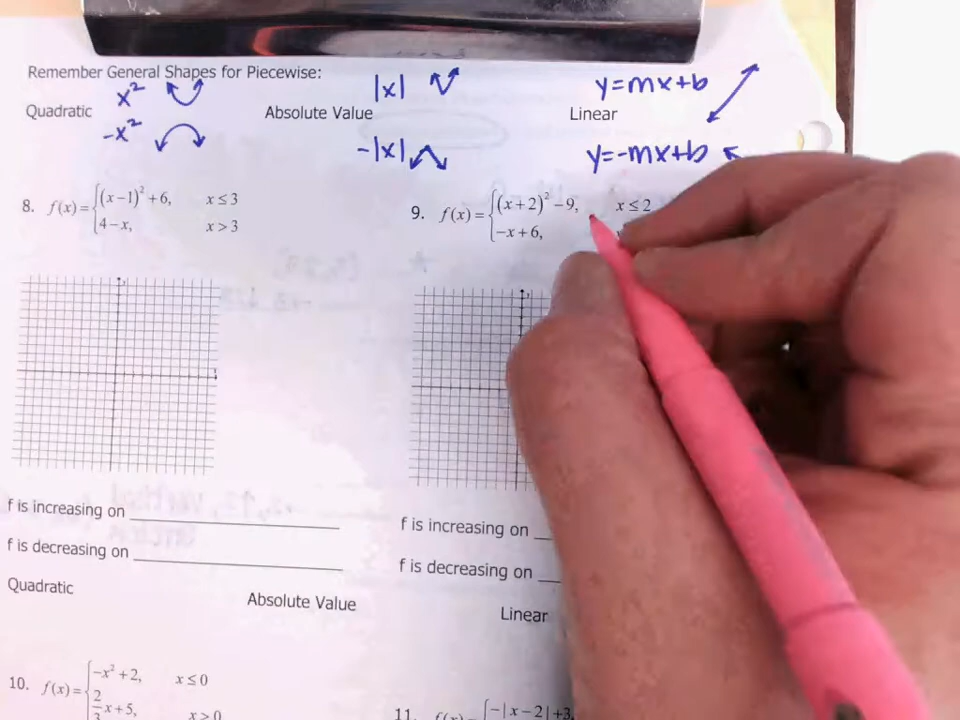 Remember General Shapes for Piecewise:
Quadratic x² Absolute Value |x| Linear y=mx+b
-x² -|x| y=-mx+b
8. f(x)={(x-1)²+6, x≤3
4-x, x>3
9. f(x)={(x+2)²-9, x≤2
-x+6,
f is increasing on
f is decreasing on
f is increasing on
f is decreasing on
Quadratic Absolute Value Linear
10. f(x)={-x²+2, x≤0
2/3x+5, x>0
11. f(x)={-|x-2|+3,